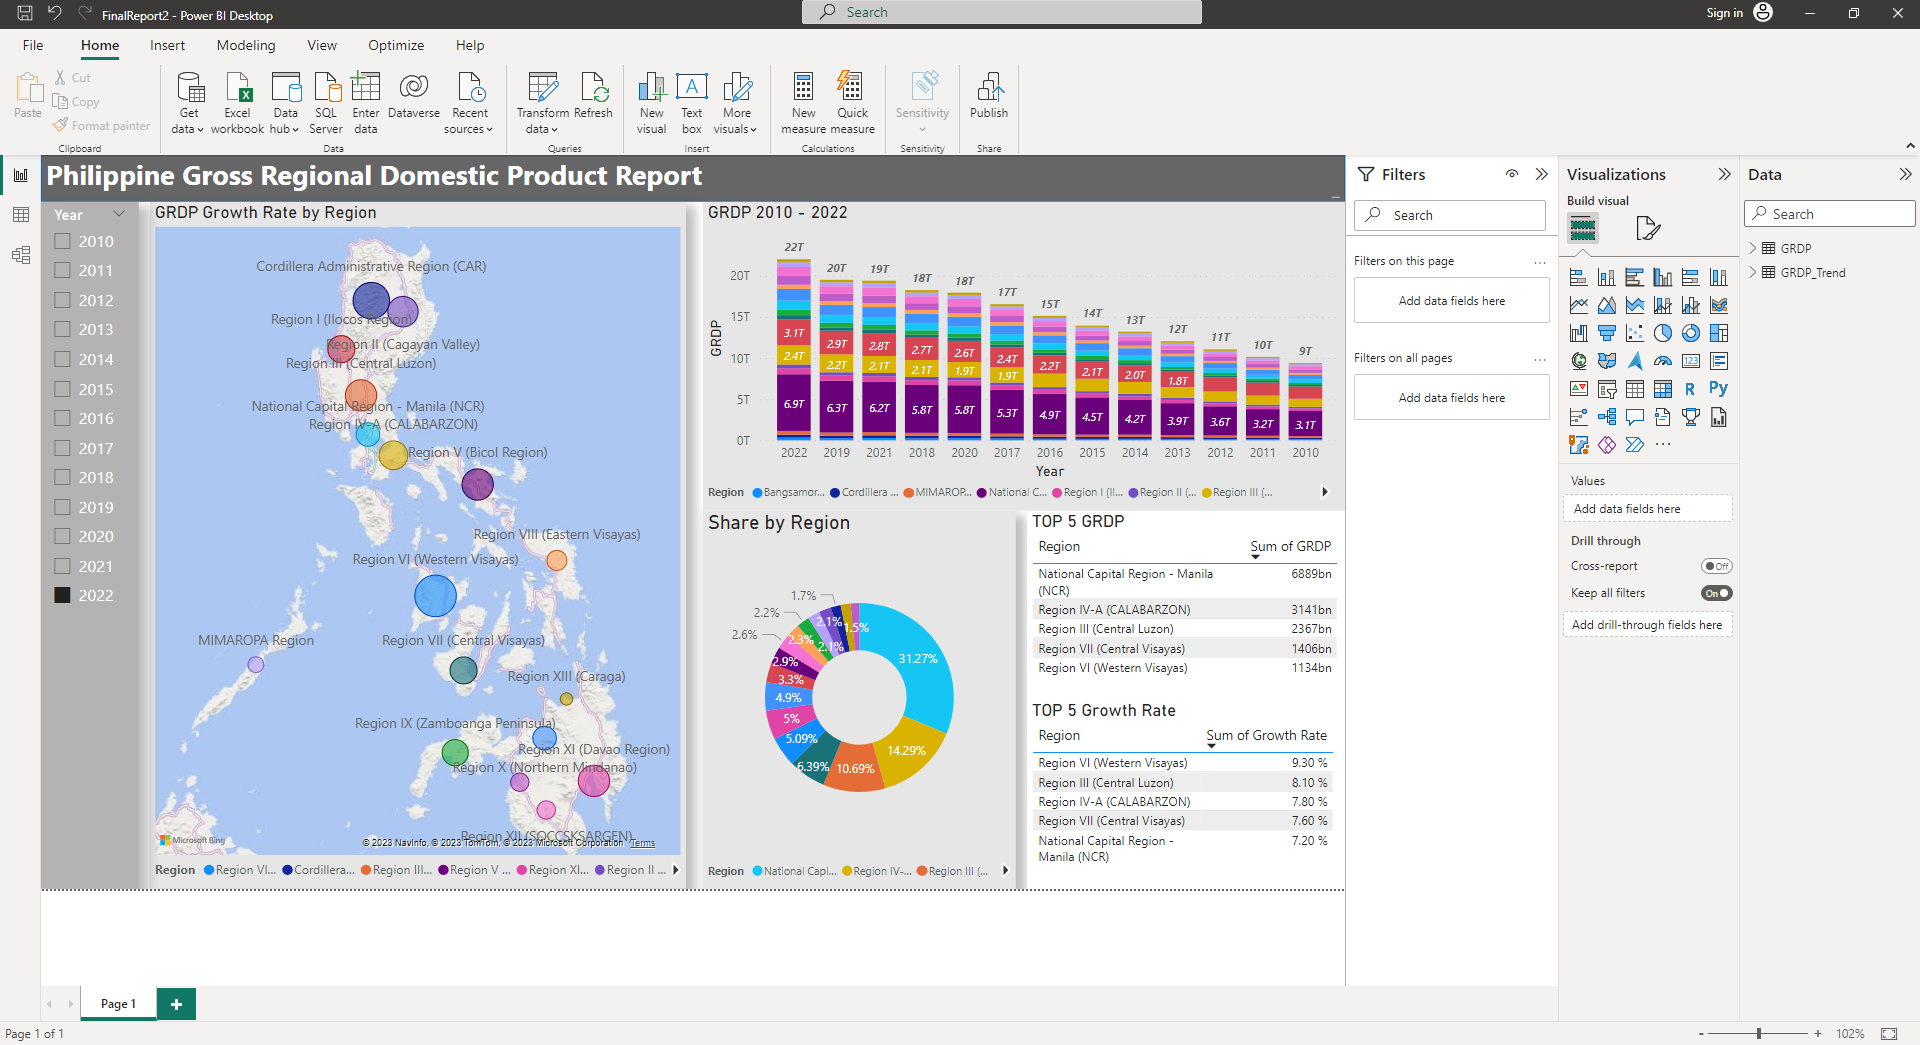 FinalReport2 - Power BI Desktop
Search
Sign in
File Home Insert Modeling View Optimize Help
Paste
Cut
Copy
Format painter
Clipboard
Get data
Excel workbook
Data hub
SQL Server
Enter data
Dataverse
Recent sources
Data
Transform data
Refresh
Queries
New visual
Text box
More visuals
Insert
New measure
Quick measure
Calculations
Sensitivity
Sensitivity
Publish
Share
Philippine Gross Regional Domestic Product Report
Year
2010
2011
2012
2013
2014
2015
2016
2017
2018
2019
2020
2021
2022
GRDP Growth Rate by Region
Cordillera Administrative Region (CAR)
Region I (Ilocos Region)
Region II (Cagayan Valley)
Region III (Central Luzon)
National Capital Region - Manila (NCR)
Region IV-A (CALABARZON)
Region V (Bicol Region)
Region VIII (Eastern Visayas)
Region VI (Western Visayas)
MIMAROPA Region
Region VII (Central Visayas)
Region XIII (Caraga)
Region IX (Zamboanga Peninsula)
Region XI (Davao Region)
Region X (Northern Mindanao)
Region XII (SOCCSKSARGEN)
Microsoft Bing
© 2023 NavInfo, © 2023 TomTom, © 2023 Microsoft Corporation Terms
Region Region VI... Cordillera... Region III... Region V ... Region XI... Region II ...
GRDP 2010 - 2022
GRDP
20T
15T
10T
5T
0T
22T 20T 19T 18T 18T 17T 15T 14T 13T 12T 11T 10T 9T
3.1T 2.9T 2.8T 2.7T 2.6T 2.4T 2.2T 2.1T 2.0T 1.8T
2.4T 2.2T 2.1T 2.1T 1.9T 1.9T
6.9T 6.3T 6.2T 5.8T 5.8T 5.3T 4.9T 4.5T 4.2T 3.9T 3.6T 3.2T 3.1T
2022 2019 2021 2018 2020 2017 2016 2015 2014 2013 2012 2011 2010
Year
Region Bangsamor... Cordillera ... MIMAROP... National C... Region I (Il... Region II (... Region III (...
Share by Region
1.7%
2.2%
2.6%
2.1%
1.5%
2.3%
2.1%
2.9%
3.3%
4.9%
5%
5.09%
6.39%
10.69%
14.29%
31.27%
Region National Capi... Region IV-... Region III (...
TOP 5 GRDP
Region Sum of GRDP
National Capital Region - Manila (NCR) 6889bn
Region IV-A (CALABARZON) 3141bn
Region III (Central Luzon) 2367bn
Region VII (Central Visayas) 1406bn
Region VI (Western Visayas) 1134bn
TOP 5 Growth Rate
Region Sum of Growth Rate
Region VI (Western Visayas) 9.30 %
Region III (Central Luzon) 8.10 %
Region IV-A (CALABARZON) 7.80 %
Region VII (Central Visayas) 7.60 %
National Capital Region - Manila (NCR) 7.20 %
Filters
Search
Filters on this page ...
Add data fields here
Filters on all pages ...
Add data fields here
Visualizations
Build visual
123
R
Py
...
Values
Add data fields here
Drill through
Cross-report Off
Keep all filters On
Add drill-through fields here
Data
Search
GRDP
GRDP_Trend
Page 1
+
Page 1 of 1
- + 102%